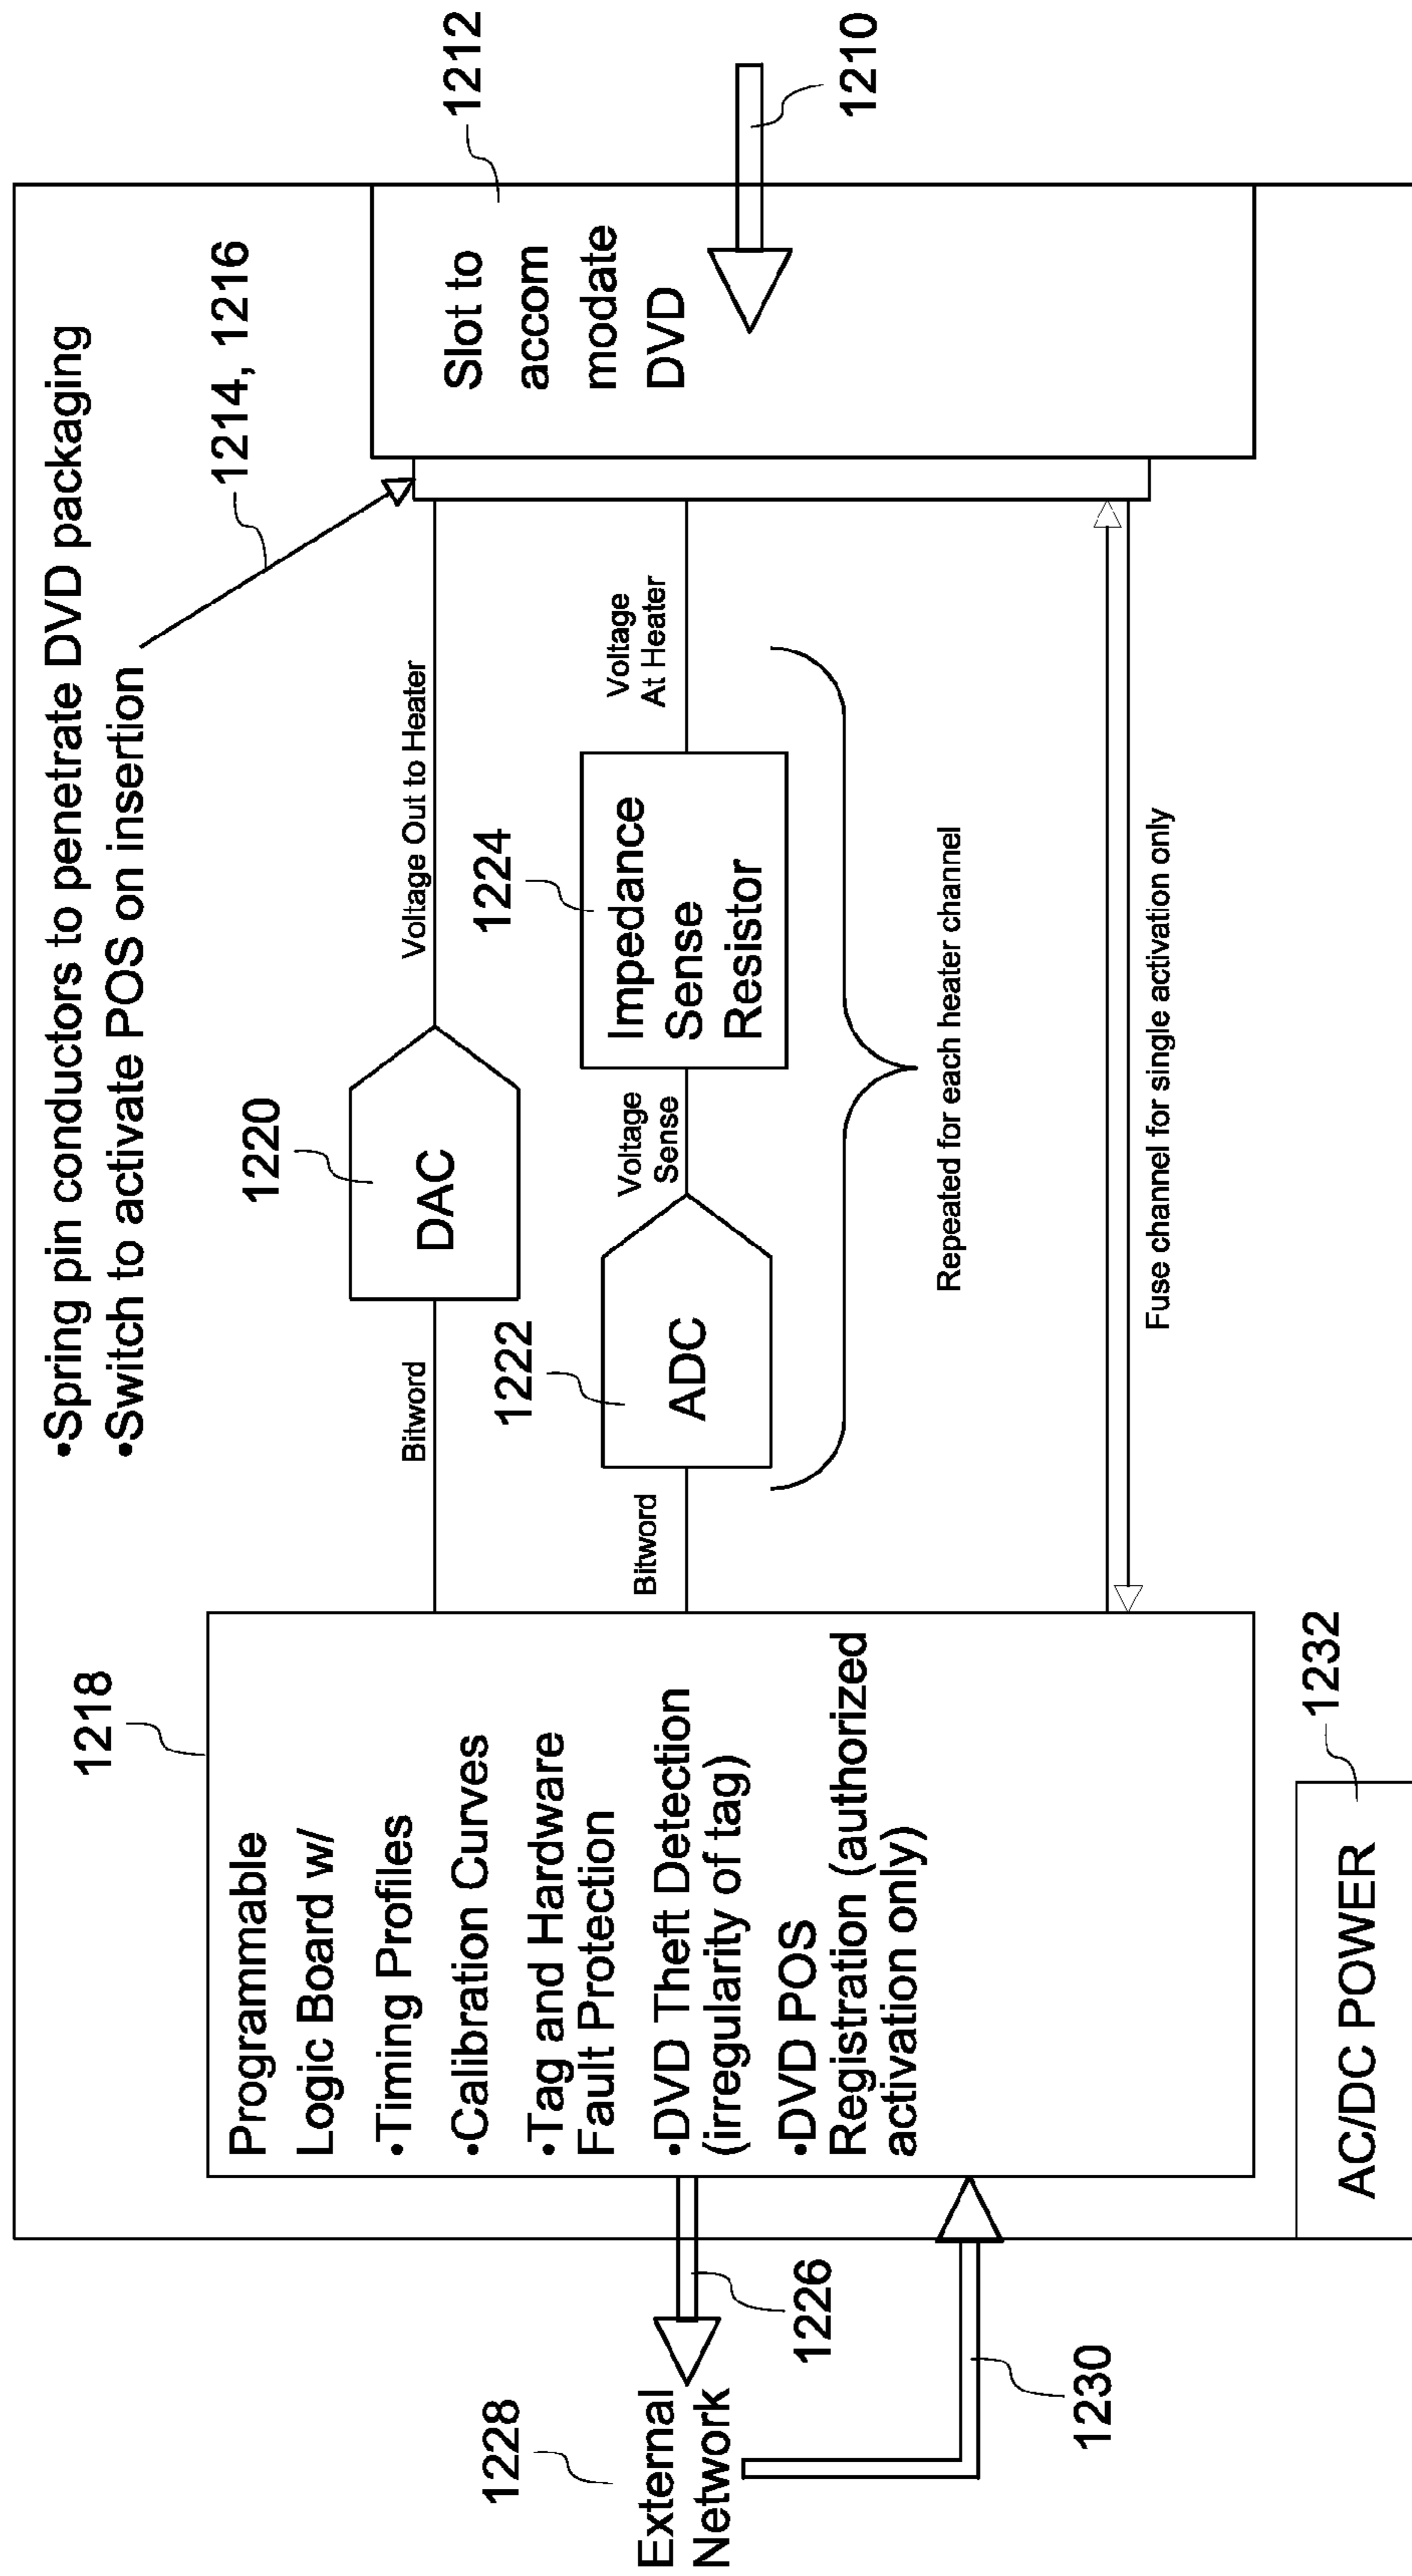 •Spring pin conductors to penetrate DVD packaging
•Switch to activate POS on insertion
1214, 1216
1212
1218
Programmable
Logic Board w/
•Timing Profiles
•Calibration Curves
•Tag and Hardware
Fault Protection
•DVD Theft Detection
(irregularity of tag)
•DVD POS
Registration (authorized
activation only)
Bitword
1220
DAC
Voltage Out to Heater
Bitword
1222
ADC
Voltage
Sense
1224
Impedance
Sense
Resistor
Voltage
At Heater
Slot to
accom
modate
DVD
1210
Repeated for each heater channel
Fuse channel for single activation only
1228
External
Network
1226
1230
1232
AC/DC POWER